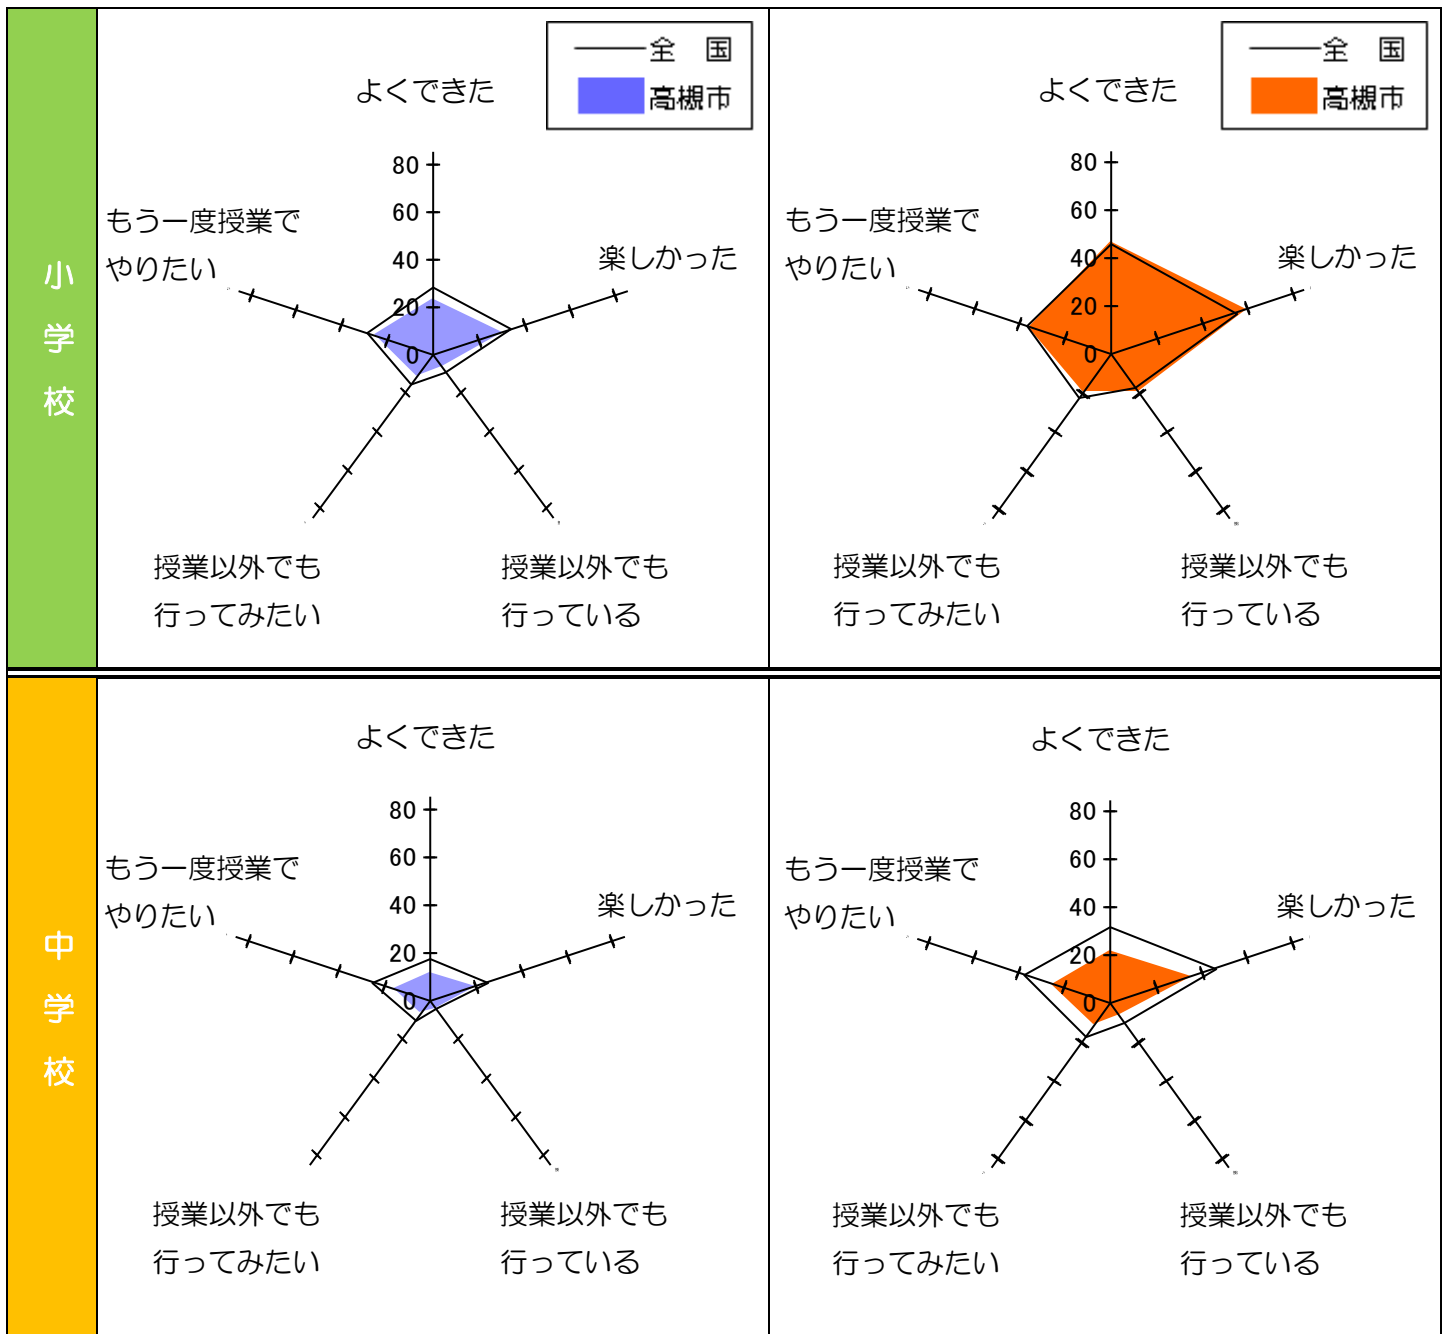 小学校
全　国
高槻市
よくできた
80
60
40
20
0
もう一度授業で
やりたい
楽しかった
授業以外でも
行ってみたい
授業以外でも
行っている
全　国
高槻市
よくできた
80
60
40
20
0
もう一度授業で
やりたい
楽しかった
授業以外でも
行ってみたい
授業以外でも
行っている
中学校
よくできた
80
60
40
20
0
もう一度授業で
やりたい
楽しかった
授業以外でも
行ってみたい
授業以外でも
行っている
よくできた
80
60
40
20
0
もう一度授業で
やりたい
楽しかった
授業以外でも
行ってみたい
授業以外でも
行っている